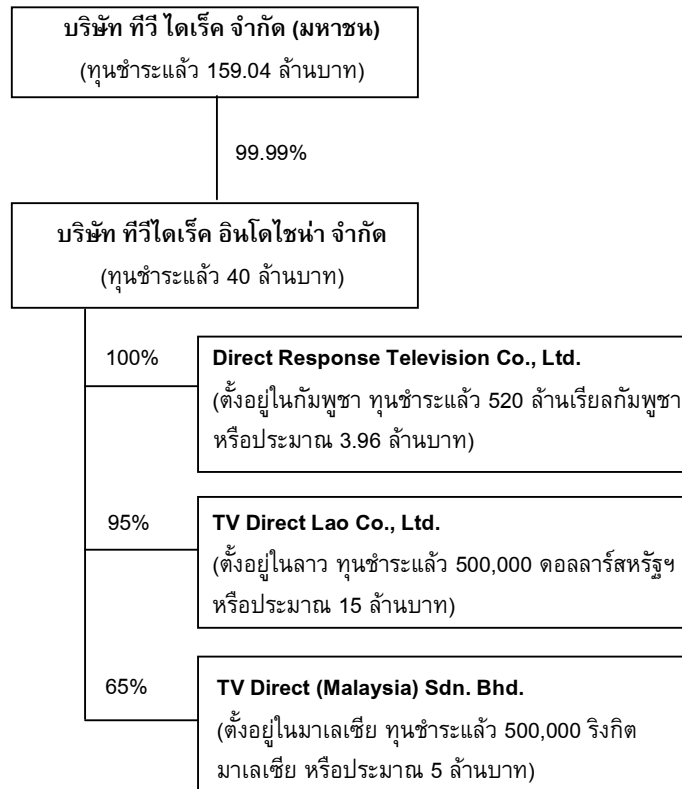 บริษัท ทีวี ไดเร็ค จำกัด (มหาชน)
(ทุนชำระแล้ว 159.04 ล้านบาท)
99.99%
บริษัท ทีวีไดเร็ค อินโดไชน่า จำกัด
(ทุนชำระแล้ว 40 ล้านบาท)
100%
Direct Response Television Co., Ltd.
(ตั้งอยู่ในกัมพูชา ทุนชำระแล้ว 520 ล้านเรียลกัมพูชา
หรือประมาณ 3.96 ล้านบาท)
95%
TV Direct Lao Co., Ltd.
(ตั้งอยู่ในลาว ทุนชำระแล้ว 500,000 ดอลลาร์สหรัฐฯ
หรือประมาณ 15 ล้านบาท)
65%
TV Direct (Malaysia) Sdn. Bhd.
(ตั้งอยู่ในมาเลเซีย ทุนชำระแล้ว 500,000 ริงกิต
มาเลเซีย หรือประมาณ 5 ล้านบาท)